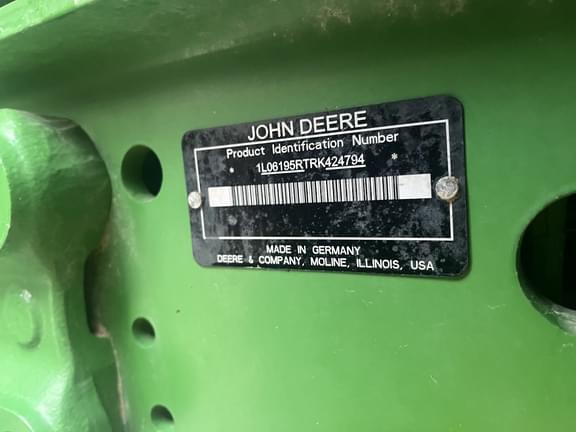 JOHN DEERE
Product Identification Number
* 1L06195RTRK424794 *
MADE IN GERMANY
DEERE & COMPANY, MOLINE, ILLINOIS, USA